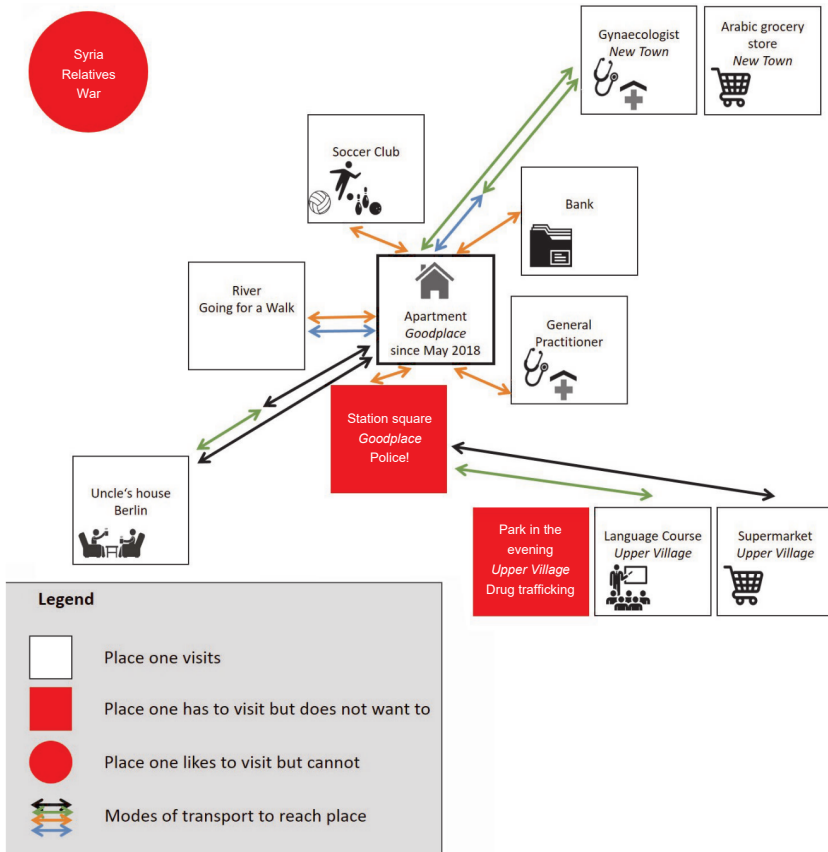 Syria
Relatives
War
Gynaecologist
New Town
Arabic grocery
store
New Town
Soccer Club
Bank
River
Going for a Walk
Apartment
Goodplace
since May 2018
General
Practitioner
Station square
Goodplace
Police!
Uncle's house
Berlin
Park in the
evening
Upper Village
Drug trafficking
Language Course
Upper Village
Supermarket
Upper Village
Legend
Place one visits
Place one has to visit but does not want to
Place one likes to visit but cannot
Modes of transport to reach place